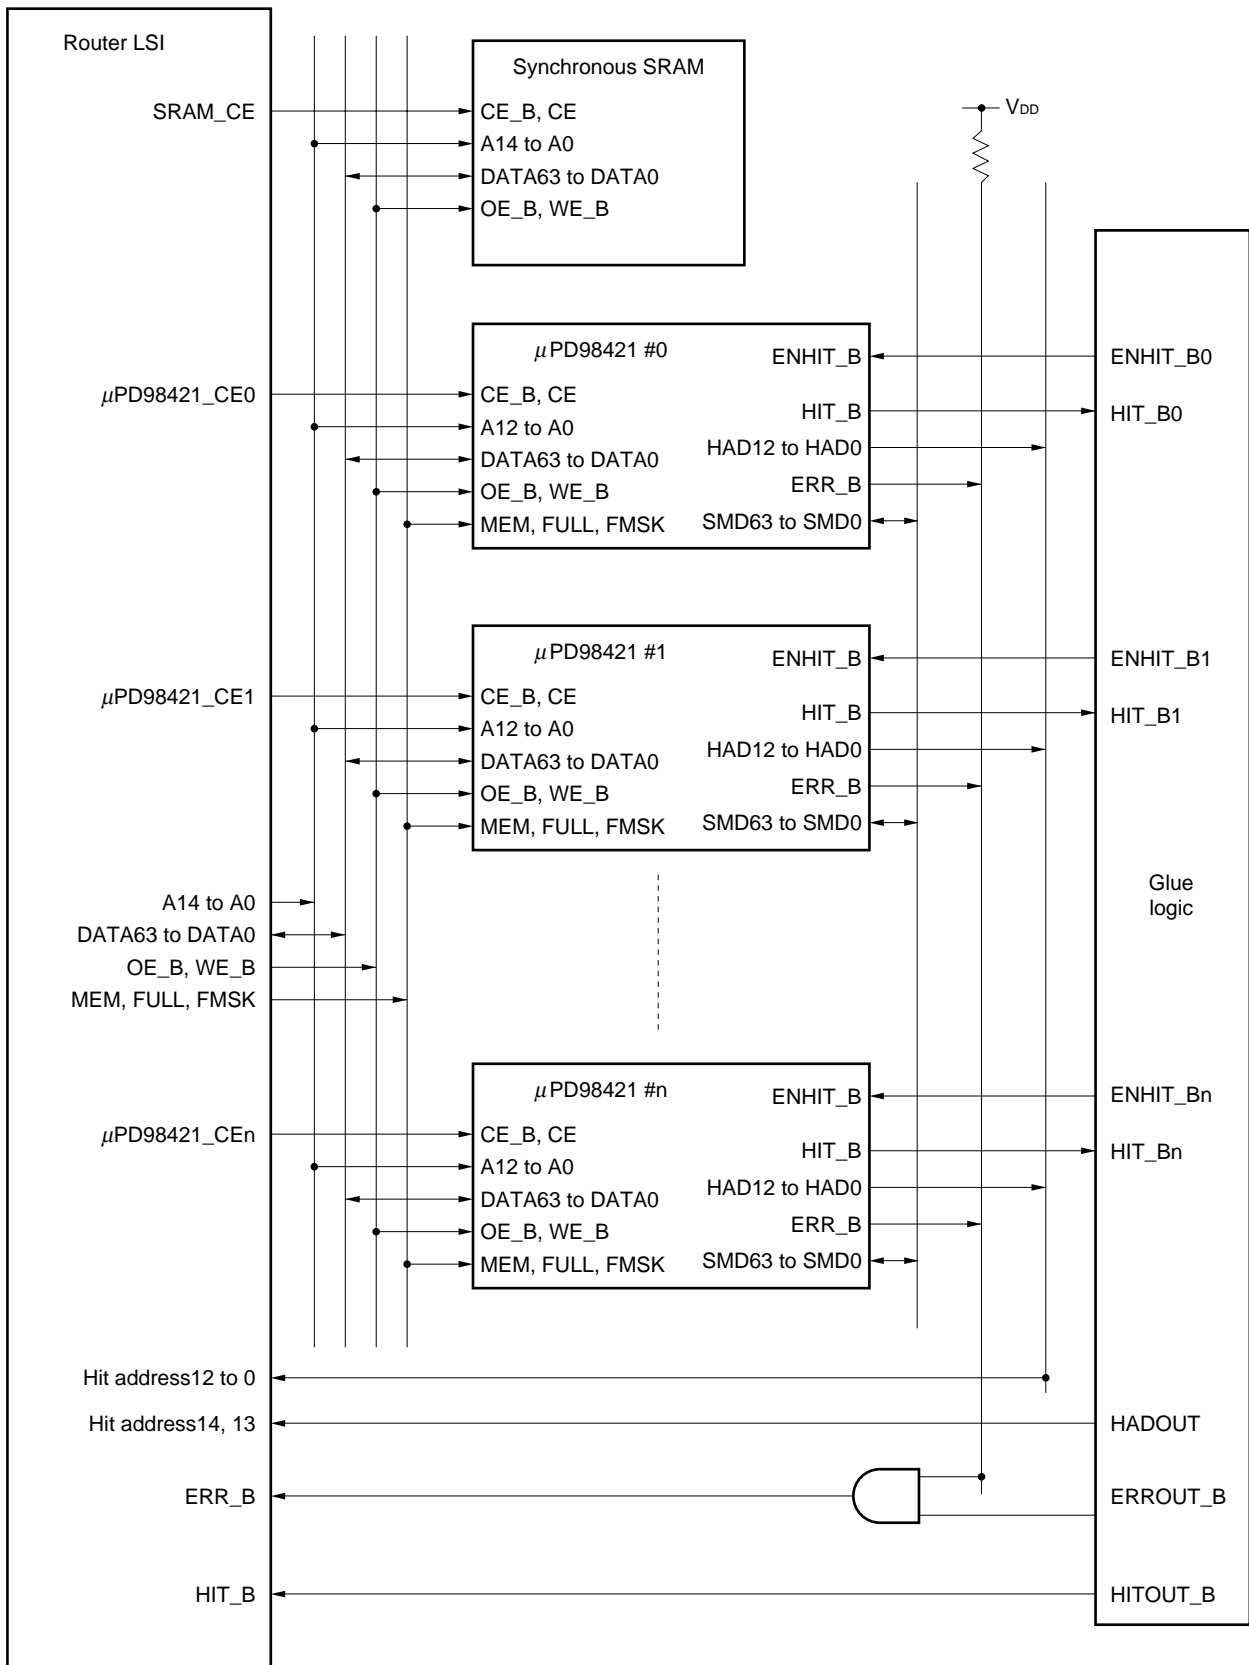 Router LSI
Synchronous SRAM
SRAM_CE
CE_B, CE
A14 to A0
DATA63 to DATA0
OE_B, WE_B
VDD
μPD98421 #0
ENHIT_B
ENHIT_B0
μPD98421_CE0
CE_B, CE
HIT_B
HIT_B0
A12 to A0
HAD12 to HAD0
DATA63 to DATA0
ERR_B
OE_B, WE_B
SMD63 to SMD0
MEM, FULL, FMSK
μPD98421 #1
ENHIT_B
ENHIT_B1
μPD98421_CE1
CE_B, CE
HIT_B
HIT_B1
A12 to A0
HAD12 to HAD0
DATA63 to DATA0
ERR_B
OE_B, WE_B
SMD63 to SMD0
MEM, FULL, FMSK
Glue
logic
A14 to A0
DATA63 to DATA0
OE_B, WE_B
MEM, FULL, FMSK
μPD98421 #n
ENHIT_B
ENHIT_Bn
μPD98421_CEn
CE_B, CE
HIT_B
HIT_Bn
A12 to A0
HAD12 to HAD0
DATA63 to DATA0
ERR_B
OE_B, WE_B
SMD63 to SMD0
MEM, FULL, FMSK
Hit address12 to 0
Hit address14, 13
HADOUT
ERR_B
ERROUT_B
HIT_B
HITOUT_B